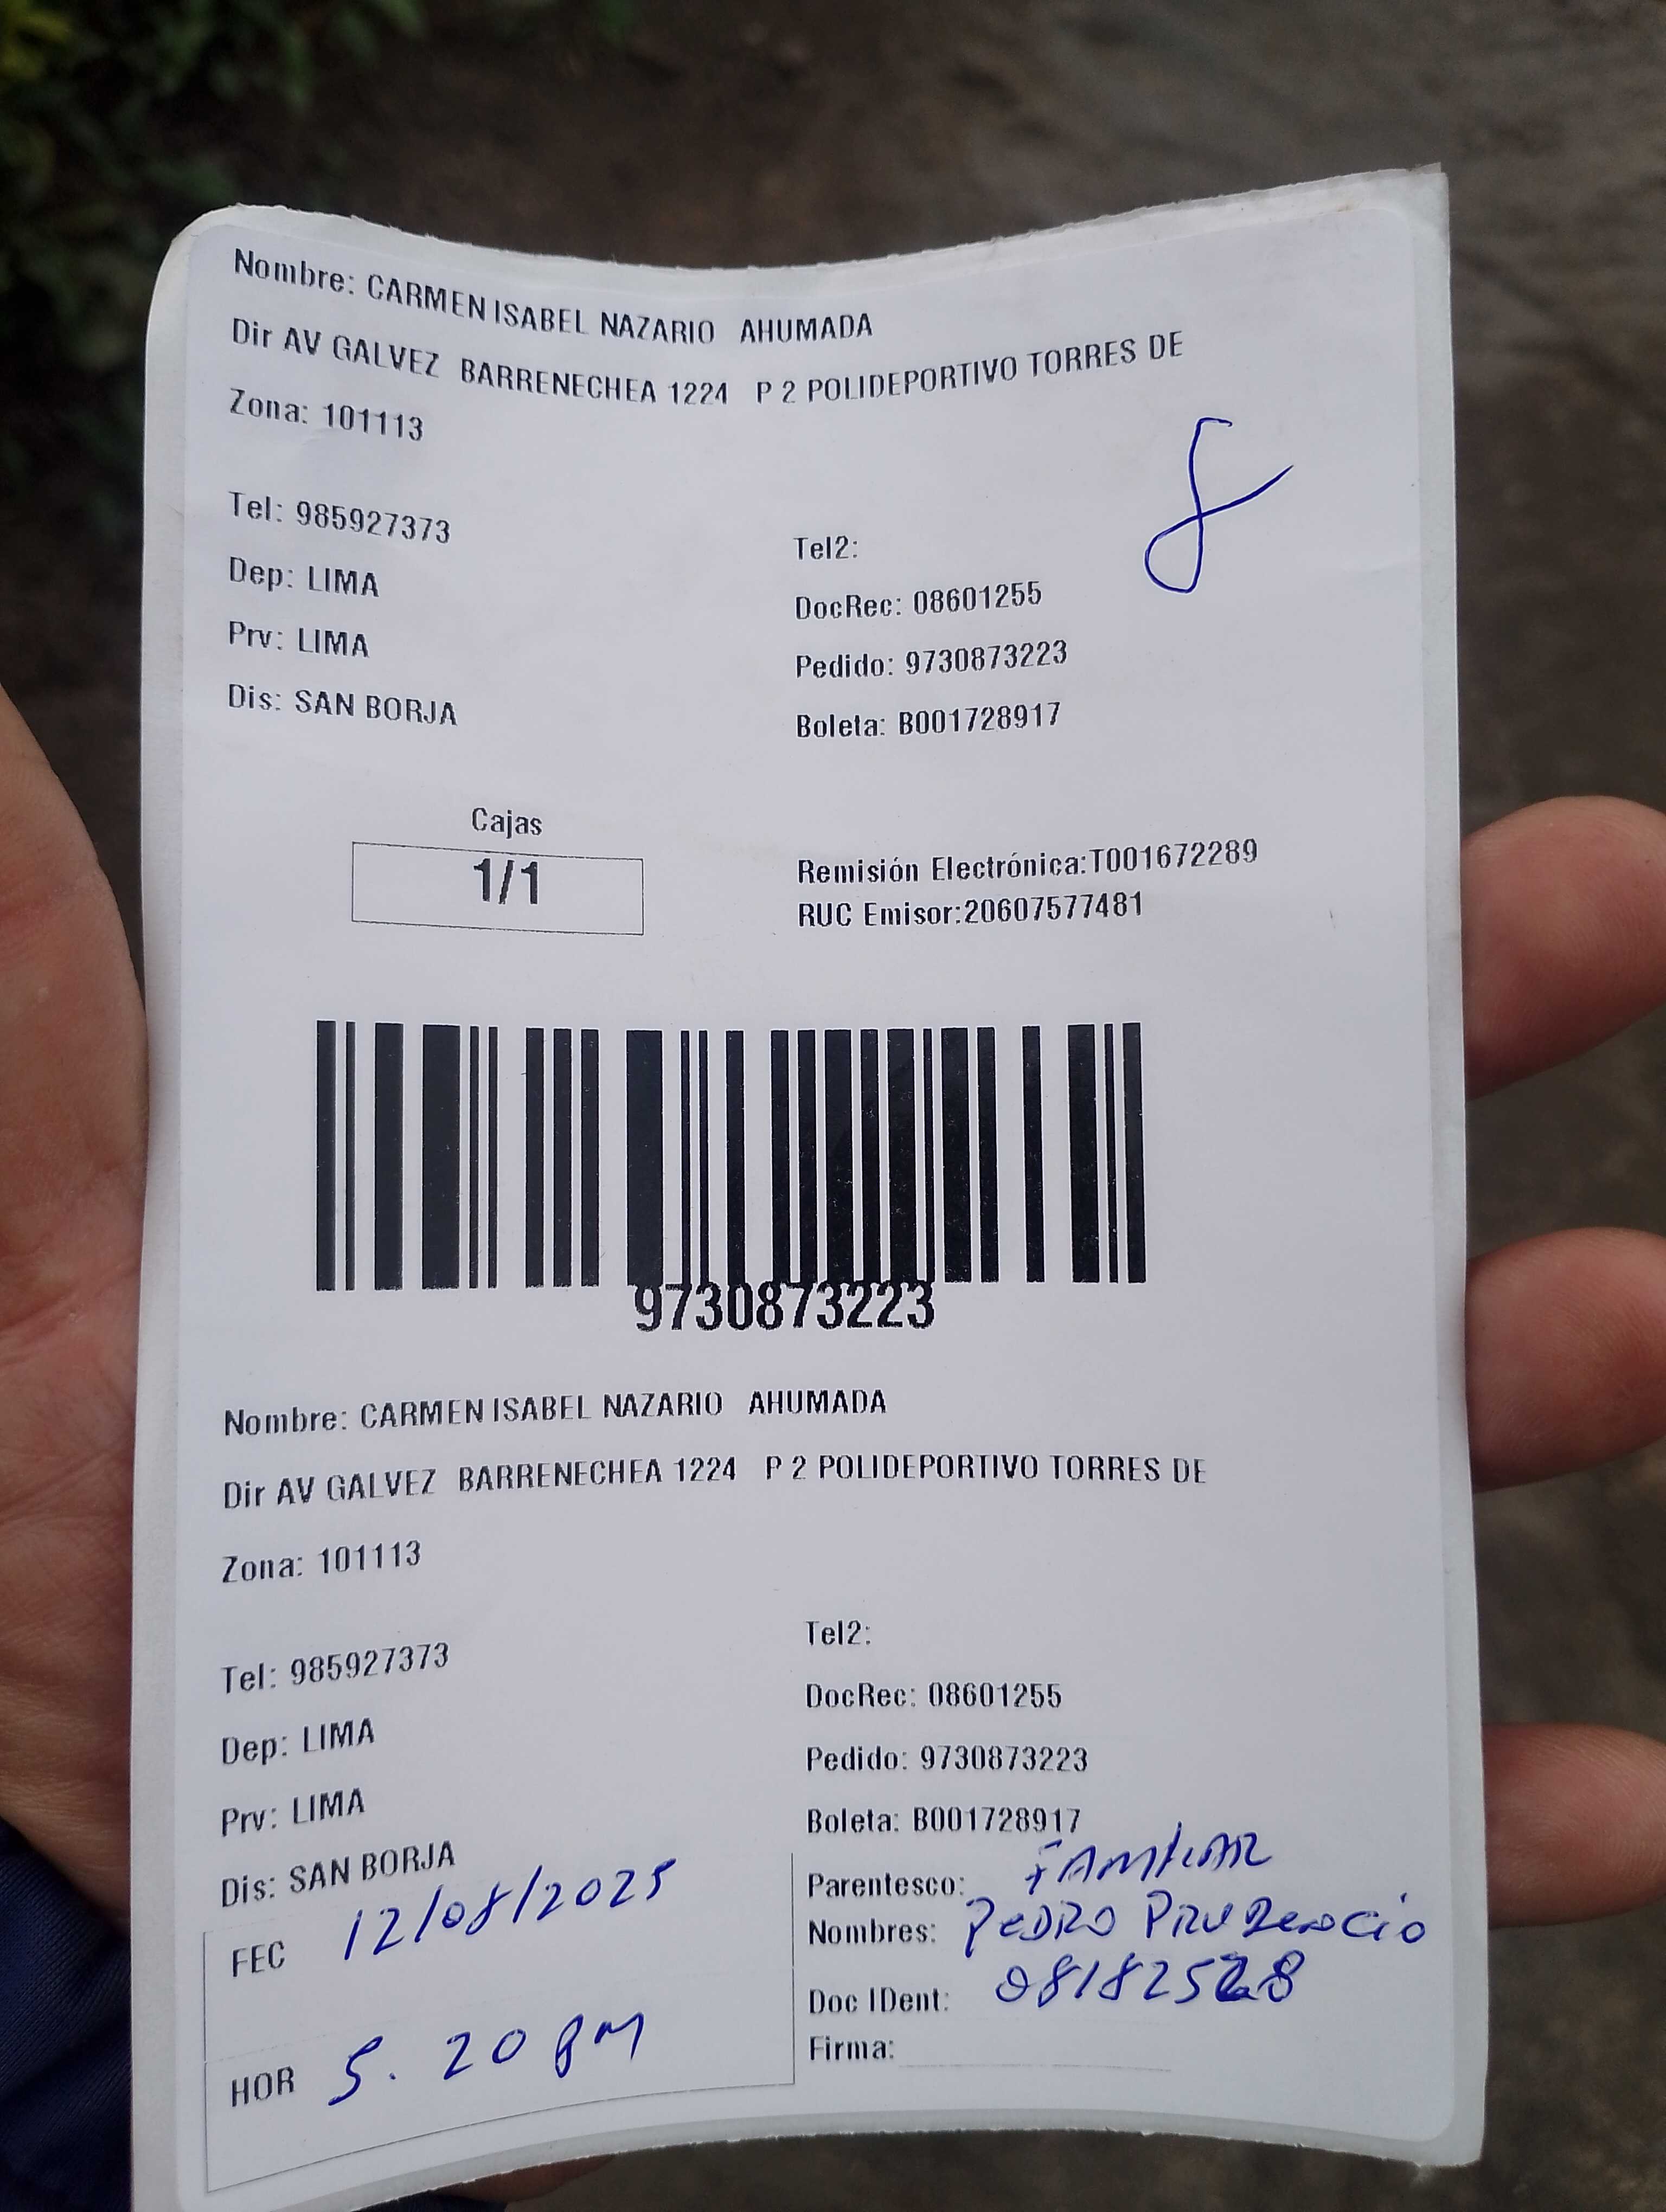 Nombre: CARMEN ISABEL NAZARIO AHUMADA
Dir AV GALVEZ BARRENECHEA 1224 P 2 POLIDEPORTIVO TORRES DE
Zona: 101113
8
Tel: 985927373
Tel2:
Dep: LIMA
DocRec: 08601255
Prv: LIMA
Pedido: 9730873223
Dis: SAN BORJA
Boleta: B001728917
Cajas
1/1
Remisión Electrónica:T001672289
RUC Emisor:20607577481
9730873223
Nombre: CARMEN ISABEL NAZARIO AHUMADA
Dir AV GALVEZ BARRENECHEA 1224 P 2 POLIDEPORTIVO TORRES DE
Zona: 101113
Tel: 985927373
Tel2:
Dep: LIMA
DocRec: 08601255
Prv: LIMA
Pedido: 9730873223
Dis: SAN BORJA
Boleta: B001728917
FEC 12/08/2025
HOR 5. 20 PM
Parentesco: FAMILIAR
Nombres: PEDRO
Doc IDent:
Firma: